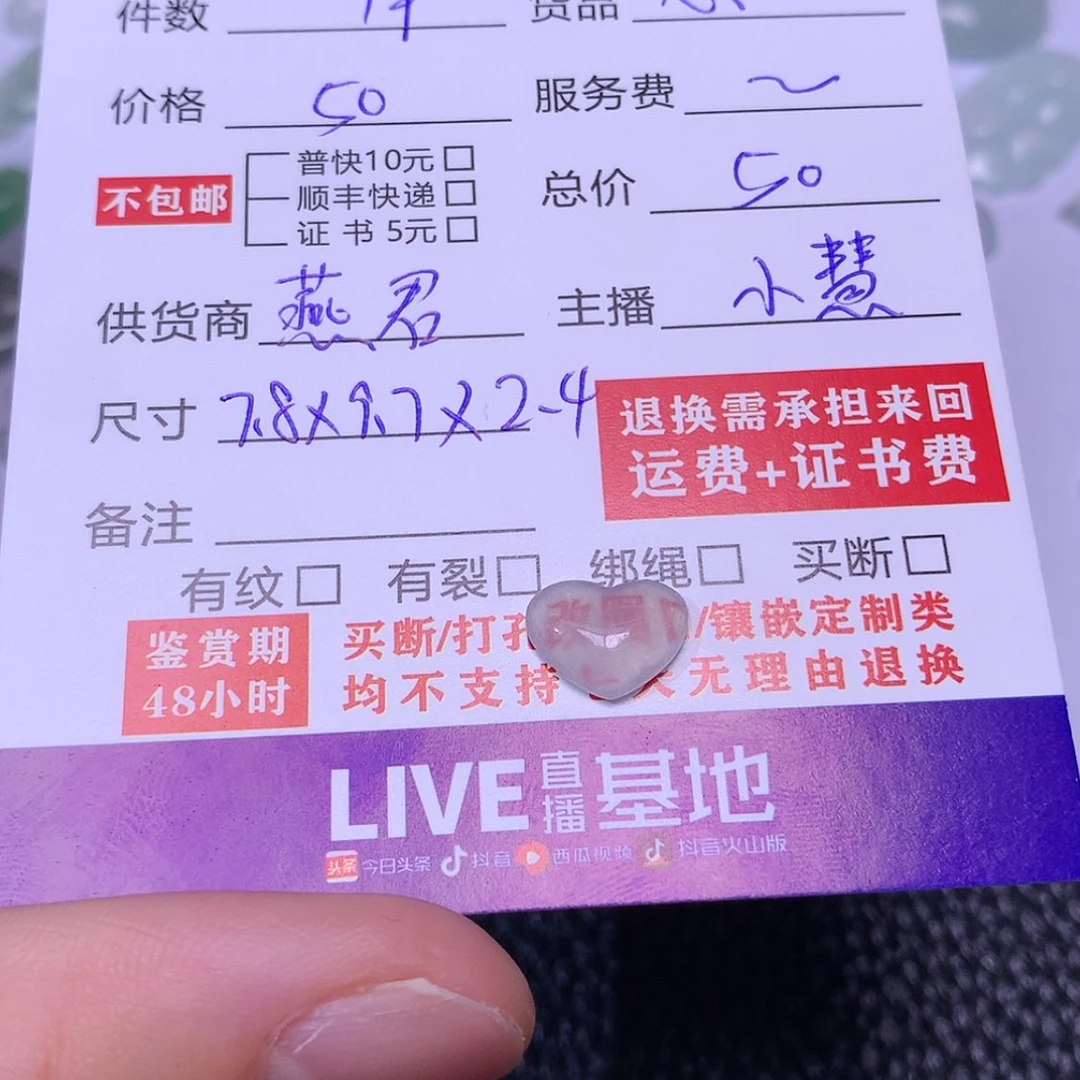 件数 货品
价格 50 服务费 ~
不包邮
普快10元 □
顺丰快递 □
证书 5元 □
总价 50
供货商 燕君 主播 小慧
尺寸 7.8X9.7X2.4
退换需承担来回
运费+证书费
备注
有纹□ 有裂□ 绑绳□ 买断□
鉴赏期
48小时
买断/打孔 /镶嵌定制类
均不支持 无理由退换
LIVE 直播 基地
头条 今日头条 抖音 西瓜视频 抖音火山版